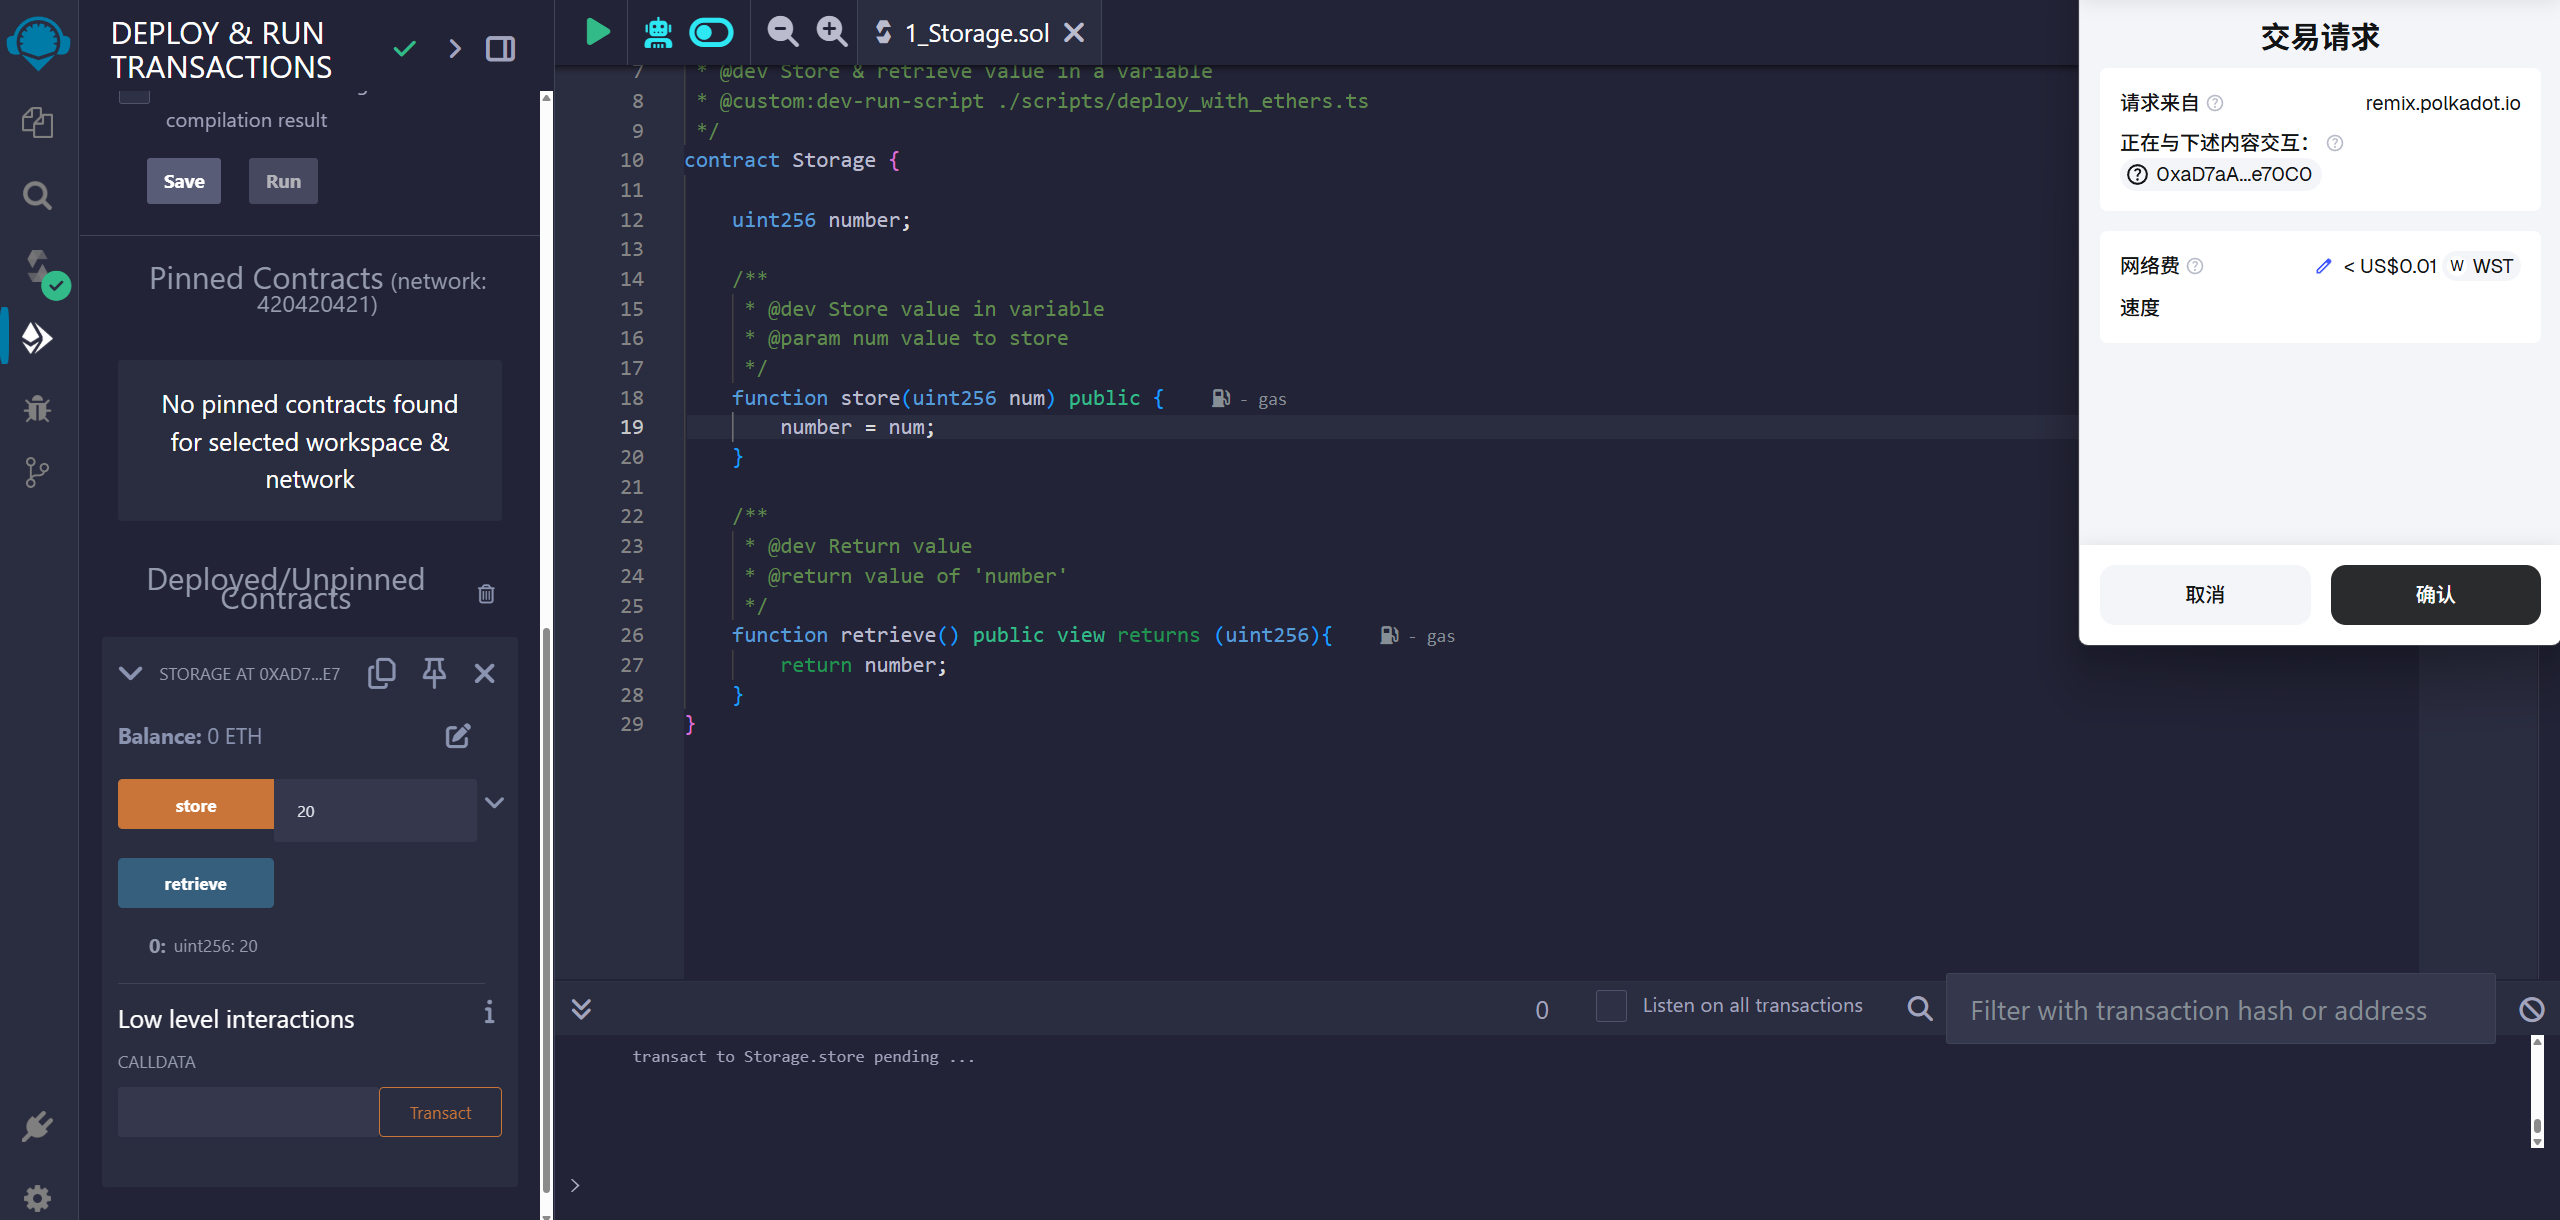 DEPLOY & RUN
TRANSACTIONS
compilation result
Save
Run
Pinned Contracts (network:
420420421)
No pinned contracts found
for selected workspace &
network
Deployed/Unpinned
Contracts
STORAGE AT 0XAD7...E7
Balance: 0 ETH
store
20
retrieve
0: uint256: 20
Low level interactions
i
CALLDATA
Transact
1_Storage.sol
7 * @dev Store & retrieve value in a variable
8 * @custom:dev-run-script ./scripts/deploy_with_ethers.ts
9 */
10 contract Storage {
11
12 uint256 number;
13
14 /**
15 * @dev Store value in variable
16 * @param num value to store
17 */
18 function store(uint256 num) public { - gas
19 number = num;
20 }
21
22 /**
23 * @dev Return value
24 * @return value of 'number'
25 */
26 function retrieve() public view returns (uint256){ - gas
27 return number;
28 }
29 }
0
Listen on all transactions
Filter with transaction hash or address
transact to Storage.store pending ...
>
交易请求
请求来自 remix.polkadot.io
正在与下述内容交互：
0xaD7aA...e70C0
网络费 < US$0.01 W WST
速度
取消
确认